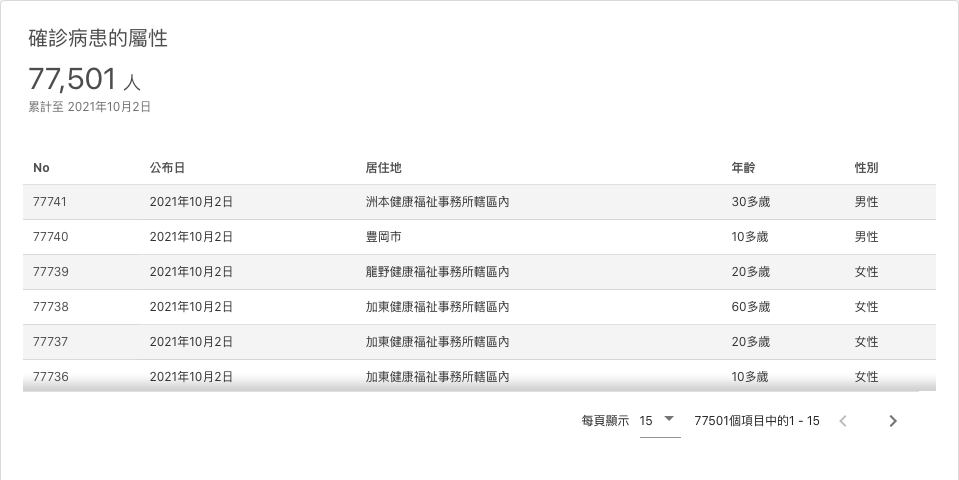 確診病患的屬性
77,501 人
累計至 2021年10月2日
No 公布日 居住地 年齡 性別
77741 2021年10月2日 洲本健康福祉事務所轄區內 30多歲 男性
77740 2021年10月2日 豊岡市 10多歲 男性
77739 2021年10月2日 龍野健康福祉事務所轄區內 20多歲 女性
77738 2021年10月2日 加東健康福祉事務所轄區內 60多歲 女性
77737 2021年10月2日 加東健康福祉事務所轄區內 20多歲 女性
77736 2021年10月2日 加東健康福祉事務所轄區內 10多歲 女性
每頁顯示 15 77501個項目中的1 - 15